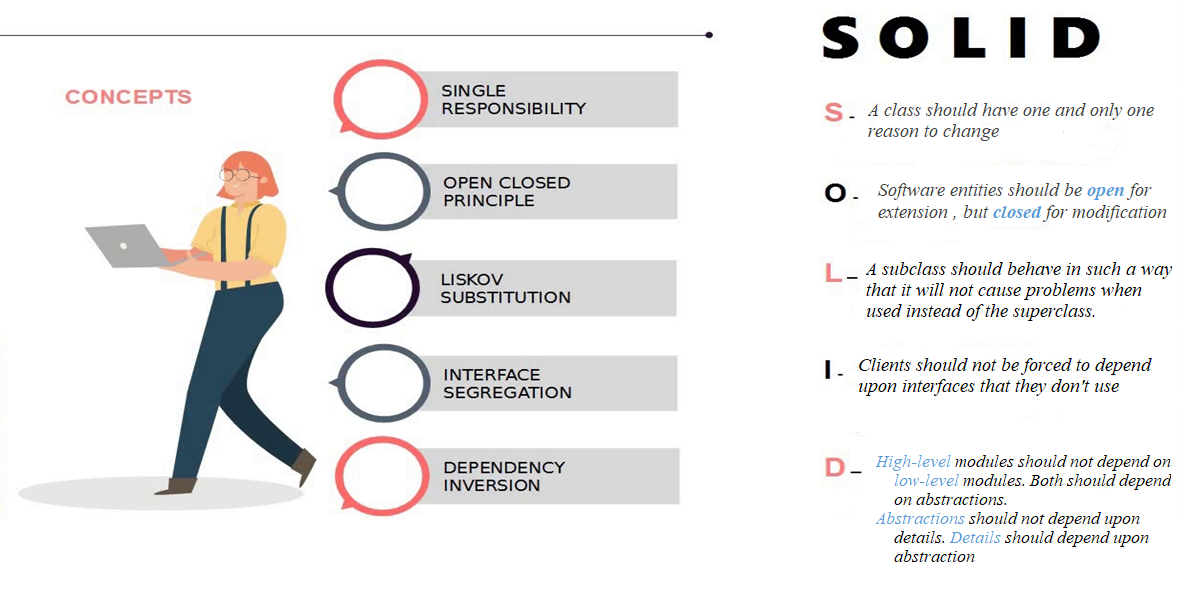 CONCEPTS
SINGLE
RESPONSIBILITY
OPEN CLOSED
PRINCIPLE
LISKOV
SUBSTITUTION
INTERFACE
SEGREGATION
DEPENDENCY
INVERSION
SOLID
S - A class should have one and only one
reason to change
O - Software entities should be open for
extension , but closed for modification
L – A subclass should behave in such a way
that it will not cause problems when
used instead of the superclass.
I - Clients should not be forced to depend
upon interfaces that they don't use
D – High-level modules should not depend on
low-level modules. Both should depend
on abstractions.
Abstractions should not depend upon
details. Details should depend upon
abstraction